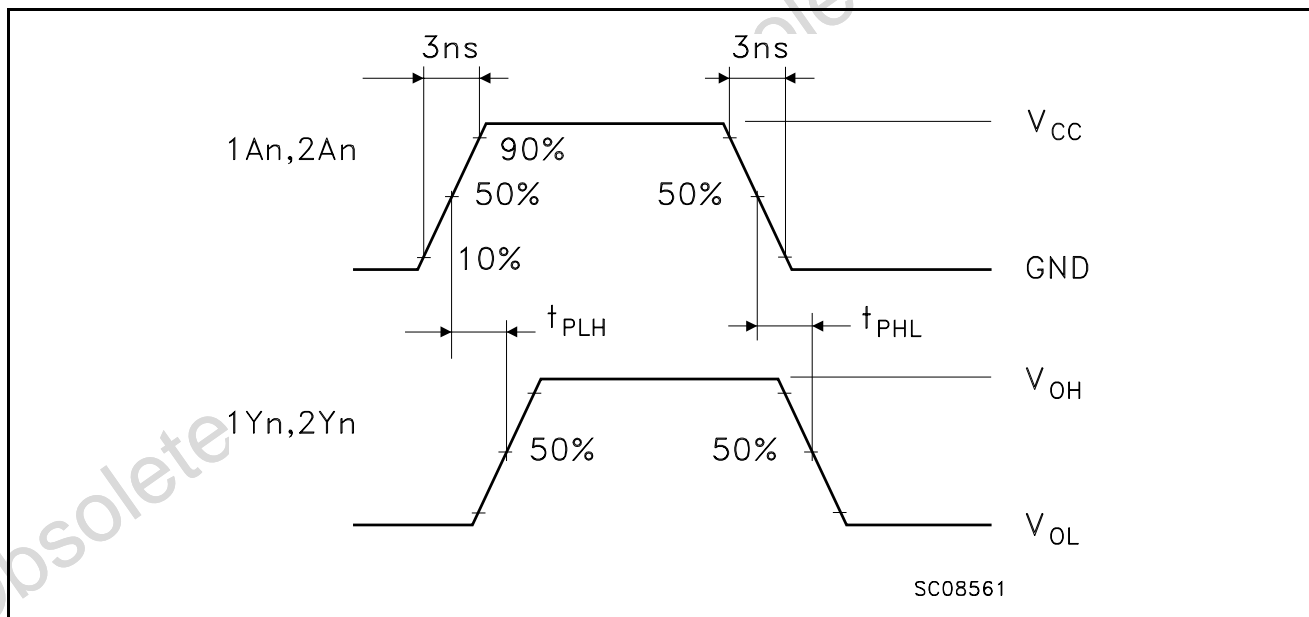 3ns 3ns
1An,2An
90%
50% 50%
10%
VCC
GND
tPLH tPHL
1Yn,2Yn
50% 50%
VOH
VOL
SC08561
Obsolete